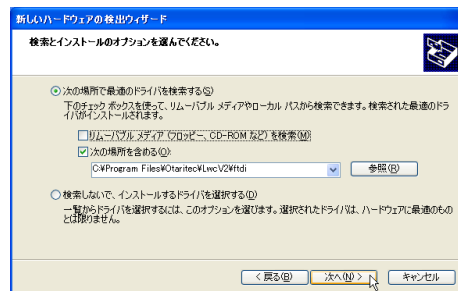 新しいハードウェアの検出ウィザード
検索とインストールのオプションを選んでください。
次の場所で最適のドライバを検索する(S)
下のチェック ボックスを使って、リムーバブル メディアやローカル パスから検索できます。検索された最適のドラ
イバがインストールされます。
リムーバブル メディア (フロッピー、CD-ROM など) を検索(M)
次の場所を含める(O):
C:¥Program Files¥Otaritec¥LwcV2¥ftdi
参照(R)
検索しないで、インストールするドライバを選択する(D)
一覧からドライバを選択するには、このオプションを選びます。選択されたドライバは、ハードウェアに最適のもの
とは限りません。
< 戻る(B)
次へ(N) >
キャンセル